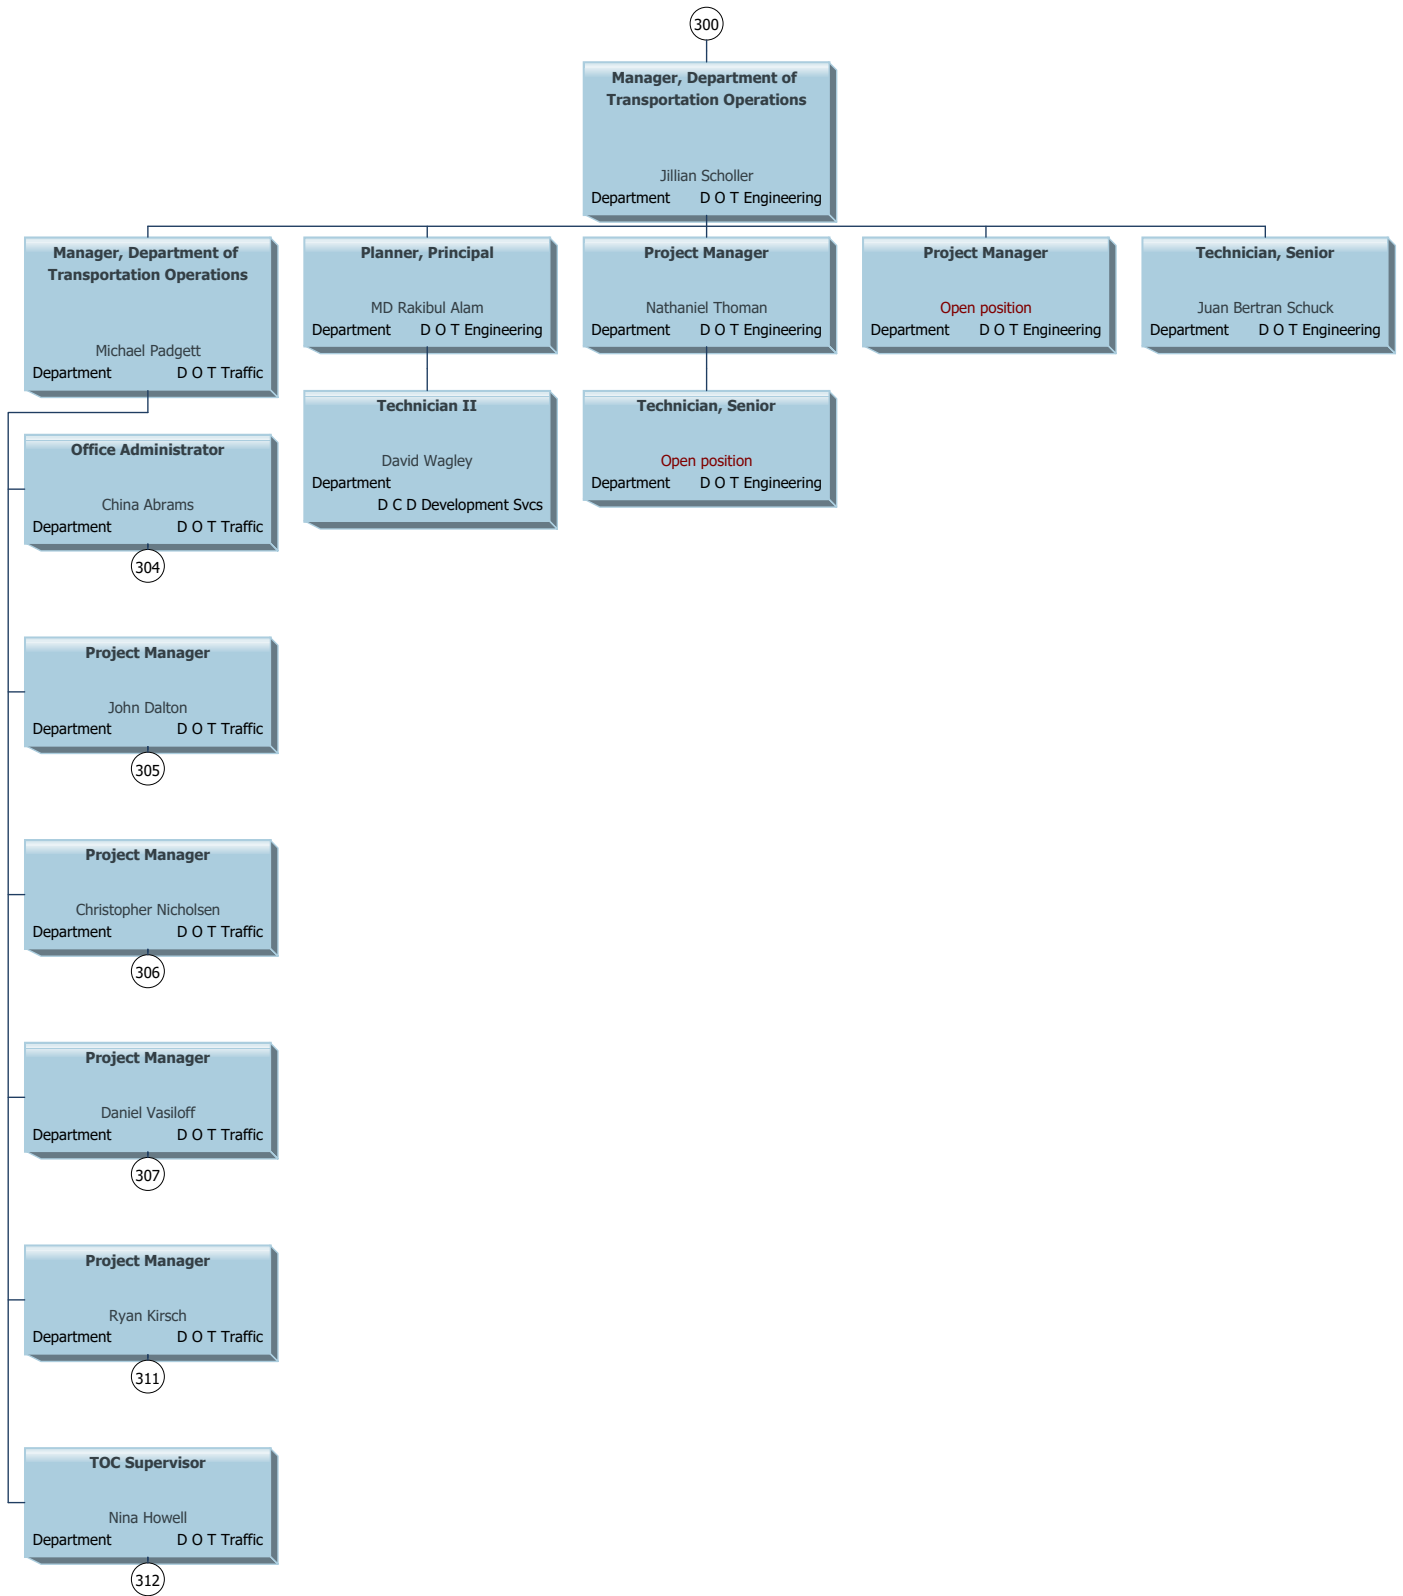 300
Manager, Department of
Transportation Operations
Jillian Scholler
Department D O T Engineering
Manager, Department of
Transportation Operations
Michael Padgett
Department D O T Traffic
Planner, Principal
MD Rakibul Alam
Department D O T Engineering
Project Manager
Nathaniel Thoman
Department D O T Engineering
Project Manager
Open position
Department D O T Engineering
Technician, Senior
Juan Bertran Schuck
Department D O T Engineering
Technician II
David Wagley
Department
D C D Development Svcs
Technician, Senior
Open position
Department D O T Engineering
Office Administrator
China Abrams
Department D O T Traffic
304
Project Manager
John Dalton
Department D O T Traffic
305
Project Manager
Christopher Nicholsen
Department D O T Traffic
306
Project Manager
Daniel Vasiloff
Department D O T Traffic
307
Project Manager
Ryan Kirsch
Department D O T Traffic
311
TOC Supervisor
Nina Howell
Department D O T Traffic
312